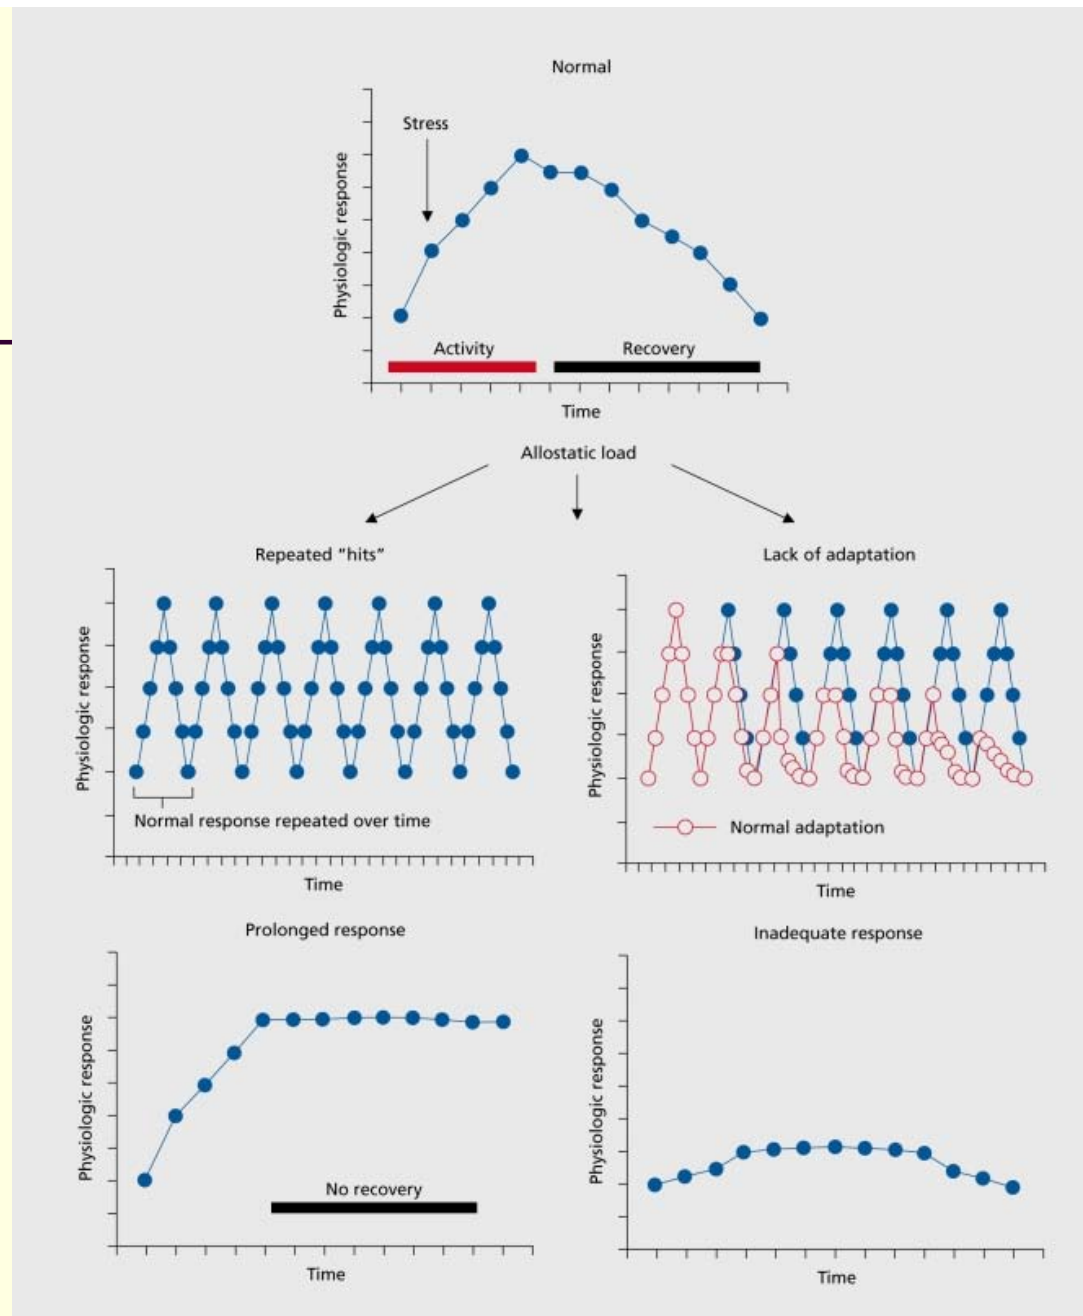 Normal
Stress
Physiologic response
Activity
Recovery
Time
Allostatic load
Repeated “hits”
Physiologic response
Normal response repeated over time
Time
Lack of adaptation
Physiologic response
Normal adaptation
Time
Prolonged response
Physiologic response
No recovery
Time
Inadequate response
Physiologic response
Time